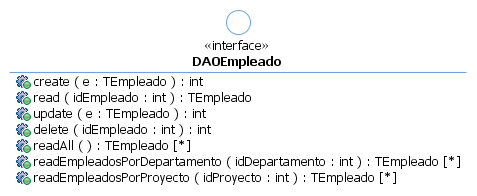 «interface»
DAOEmpleado
create ( e : TEmpleado ) : int
read ( idEmpleado : int ) : TEmpleado
update ( e : TEmpleado ) : int
delete ( idEmpleado : int ) : int
readAll ( ) : TEmpleado [*]
readEmpleadosPorDepartamento ( idDepartamento : int ) : TEmpleado [*]
readEmpleadosPorProyecto ( idProyecto : int ) : TEmpleado [*]